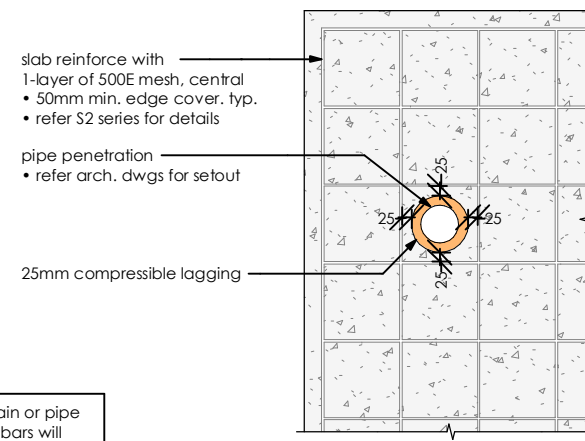 slab reinforce with
1-layer of 500E mesh, central
• 50mm min. edge cover. typ.
• refer S2 series for details
pipe penetration
• refer arch. dwgs for setout
25
25
25
25
25mm compressible lagging
ain or pipe
bars will